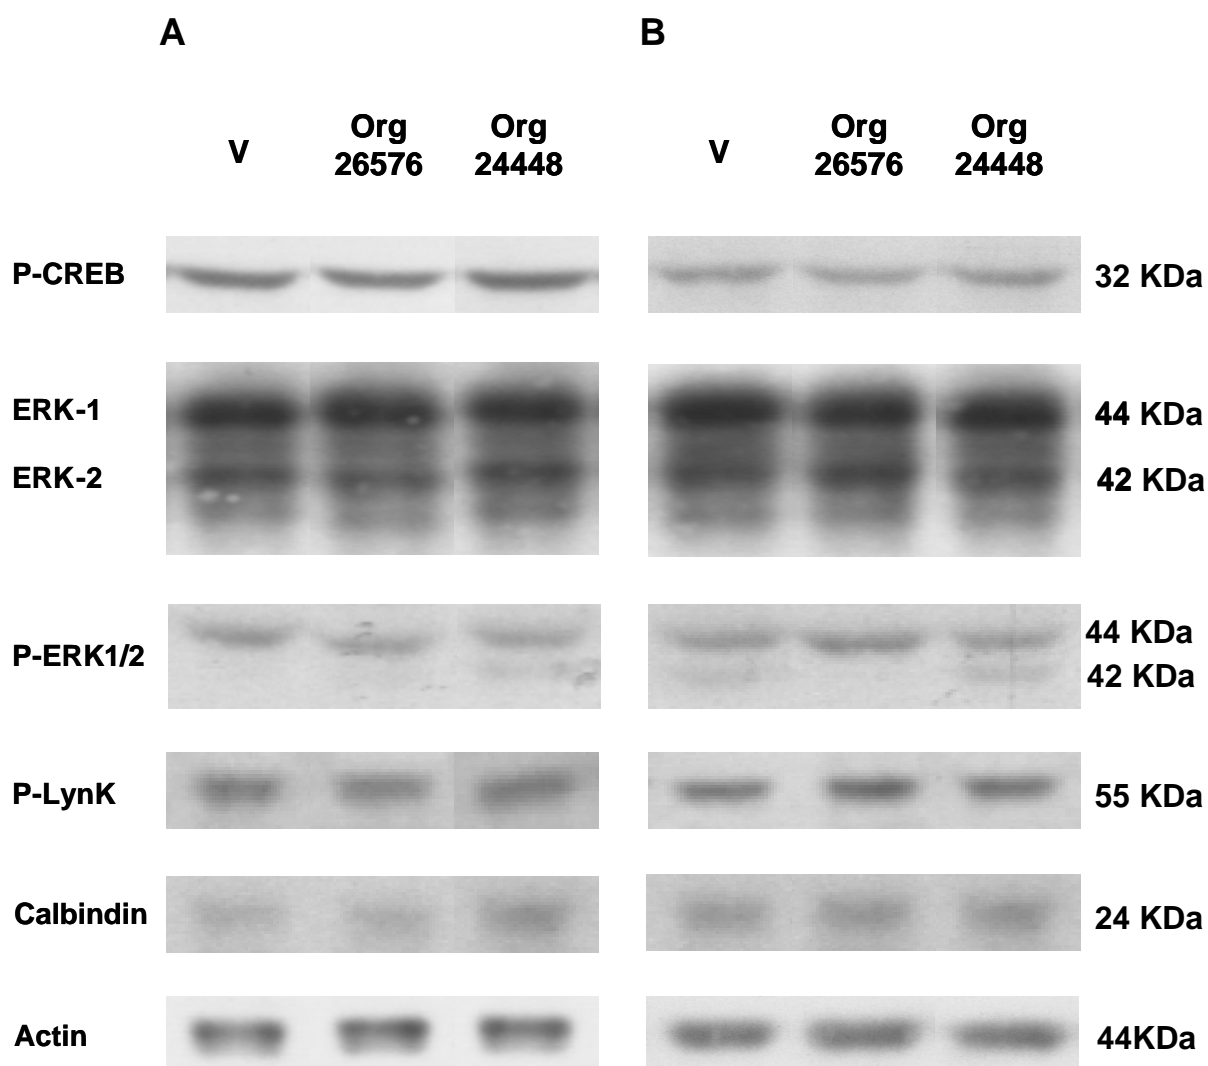 A B
V Org 26576 Org 24448 V Org 26576 Org 24448
P-CREB 32 KDa
ERK-1 44 KDa
ERK-2 42 KDa
P-ERK1/2 44 KDa
42 KDa
P-LynK 55 KDa
Calbindin 24 KDa
Actin 44KDa